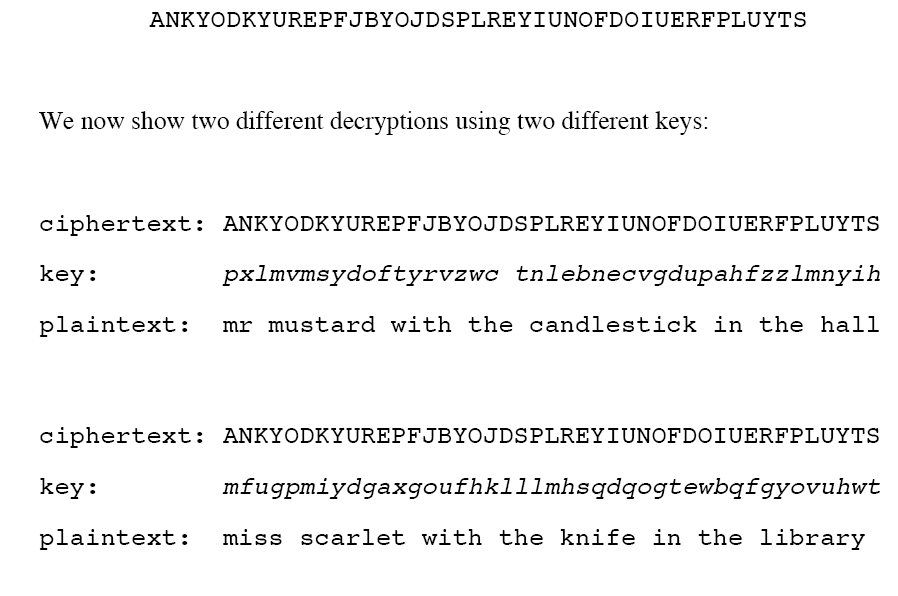 ANKYODKYUREPFJBYOJDSPLREYIUNOFDOIUERFPLUYTS
We now show two different decryptions using two different keys:
ciphertext: ANKYODKYUREPFJBYOJDSPLREYIUNOFDOIUERFPLUYTS
key: pxlmvmsydoftyrvzwc tnlebnecvgdupahfzzlmnyih
plaintext: mr mustard with the candlestick in the hall
ciphertext: ANKYODKYUREPFJBYOJDSPLREYIUNOFDOIUERFPLUYTS
key: mfugpmiydgaxgoufhklllmhsqdqogtewbqfgyovuhwt
plaintext: miss scarlet with the knife in the library